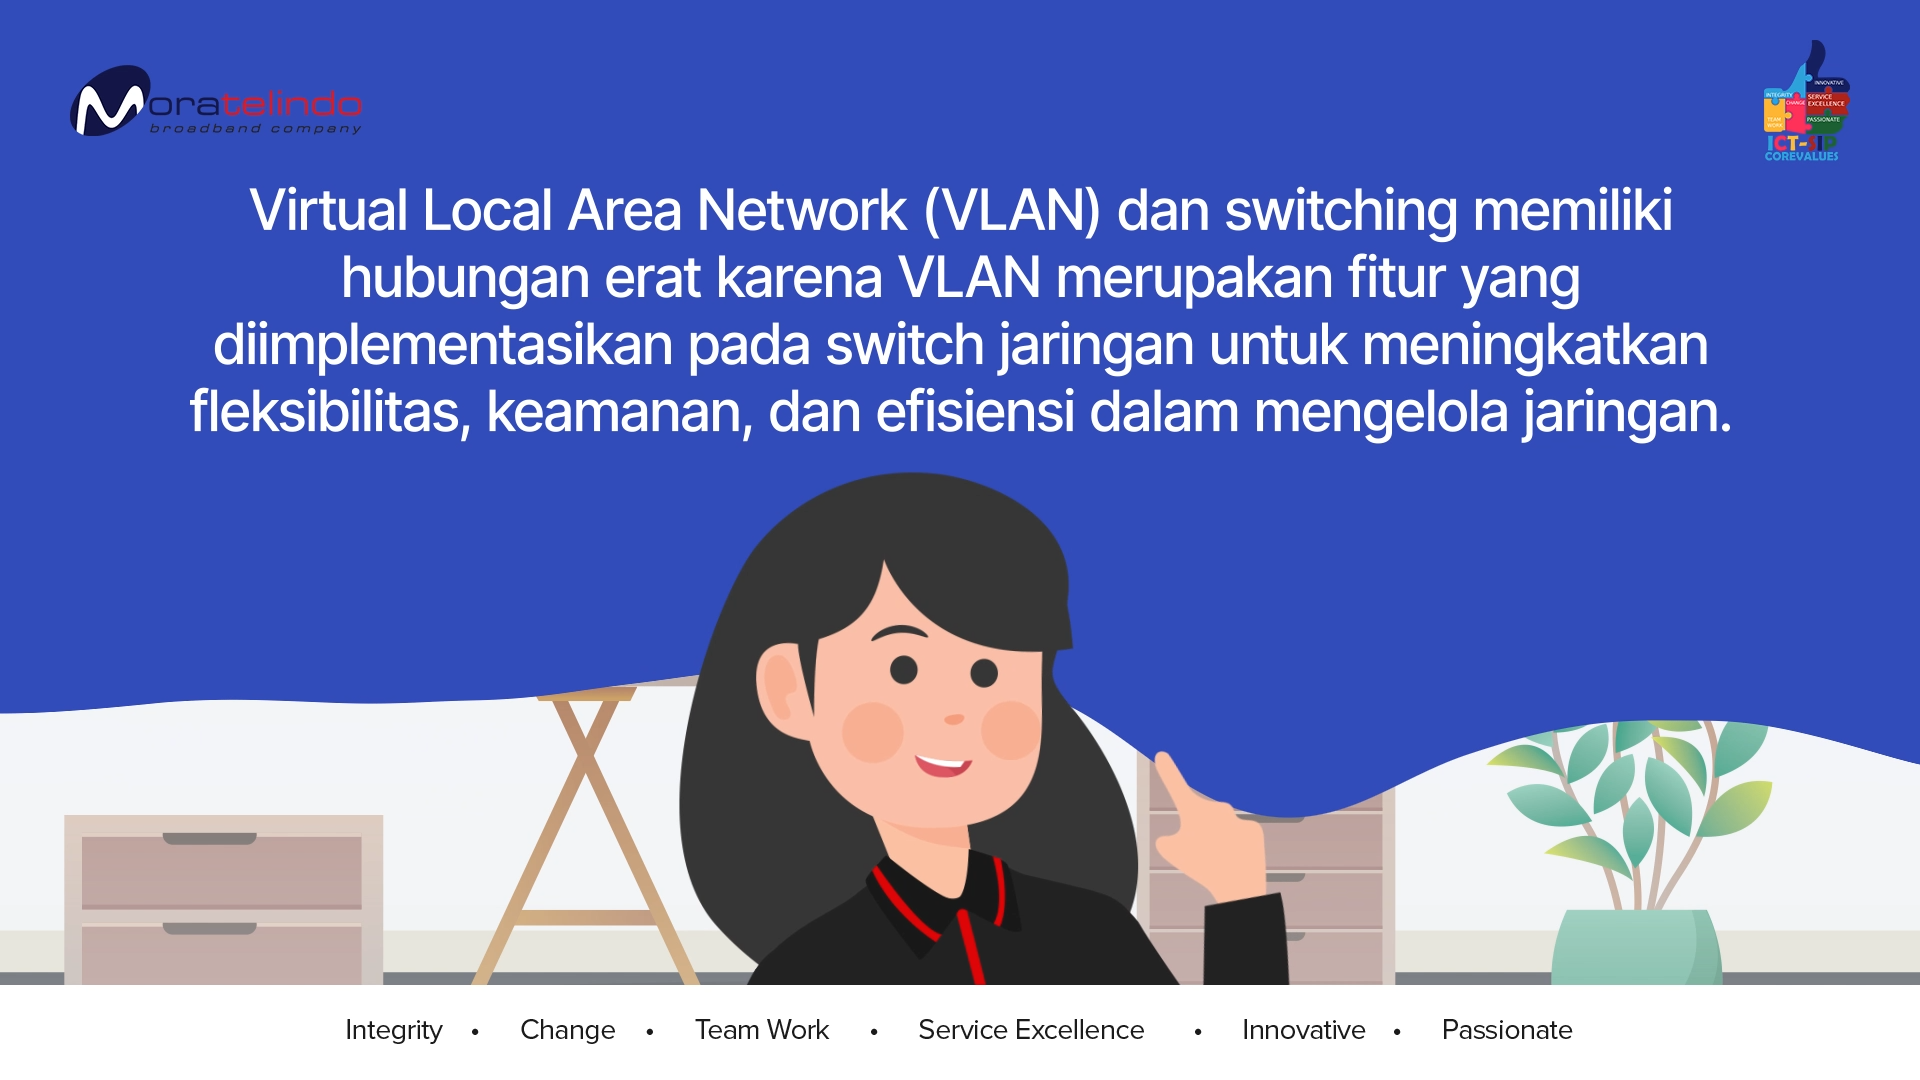 Moratelindo
broadband company
INNOVATIVE
INTEGRITY
SERVICE
EXCELLENCE
CHANGE
TEAM
WORK
PASSIONATE
ICT-SIP
COREVALUES
Virtual Local Area Network (VLAN) dan switching memiliki
hubungan erat karena VLAN merupakan fitur yang
diimplementasikan pada switch jaringan untuk meningkatkan
fleksibilitas, keamanan, dan efisiensi dalam mengelola jaringan.
Integrity • Change • Team Work • Service Excellence • Innovative • Passionate